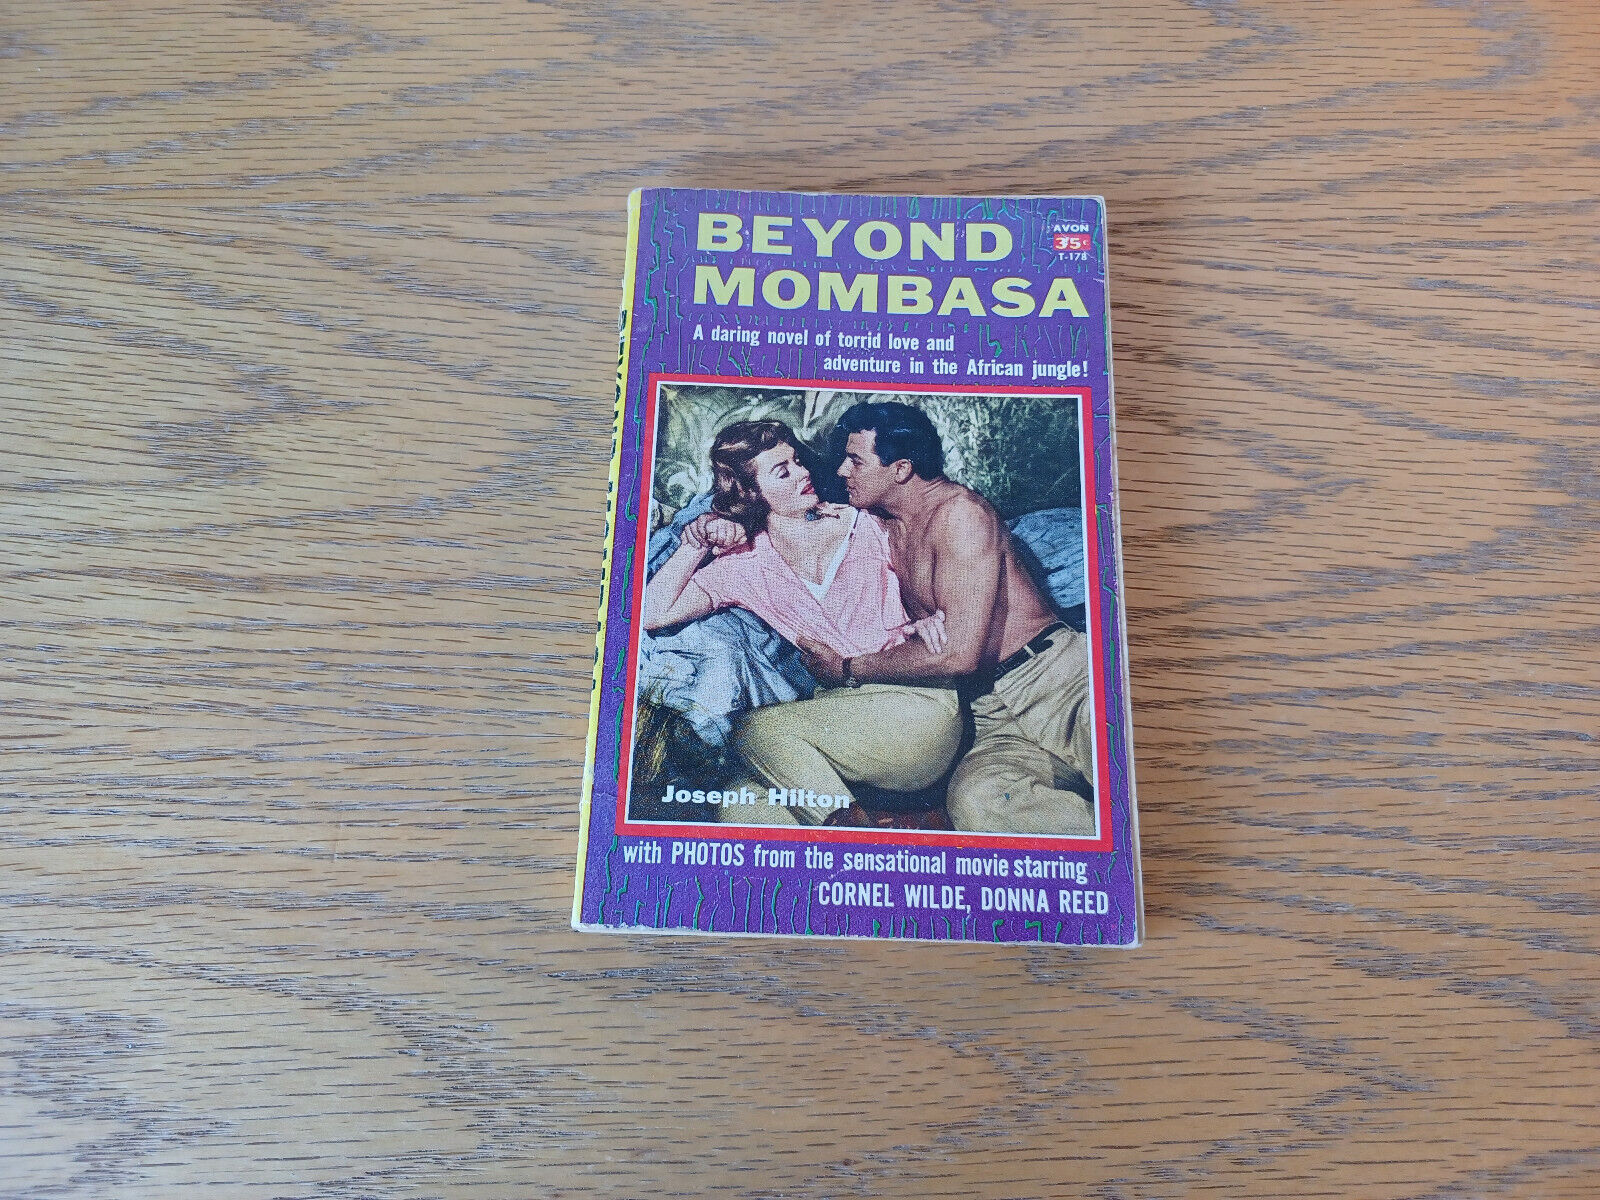 BEYOND
MOMBASA
AVON
35¢
T-178
A daring novel of torrid love and
adventure in the African jungle!
Joseph Hilton
with PHOTOS from the sensational movie starring
CORNEL WILDE, DONNA REED